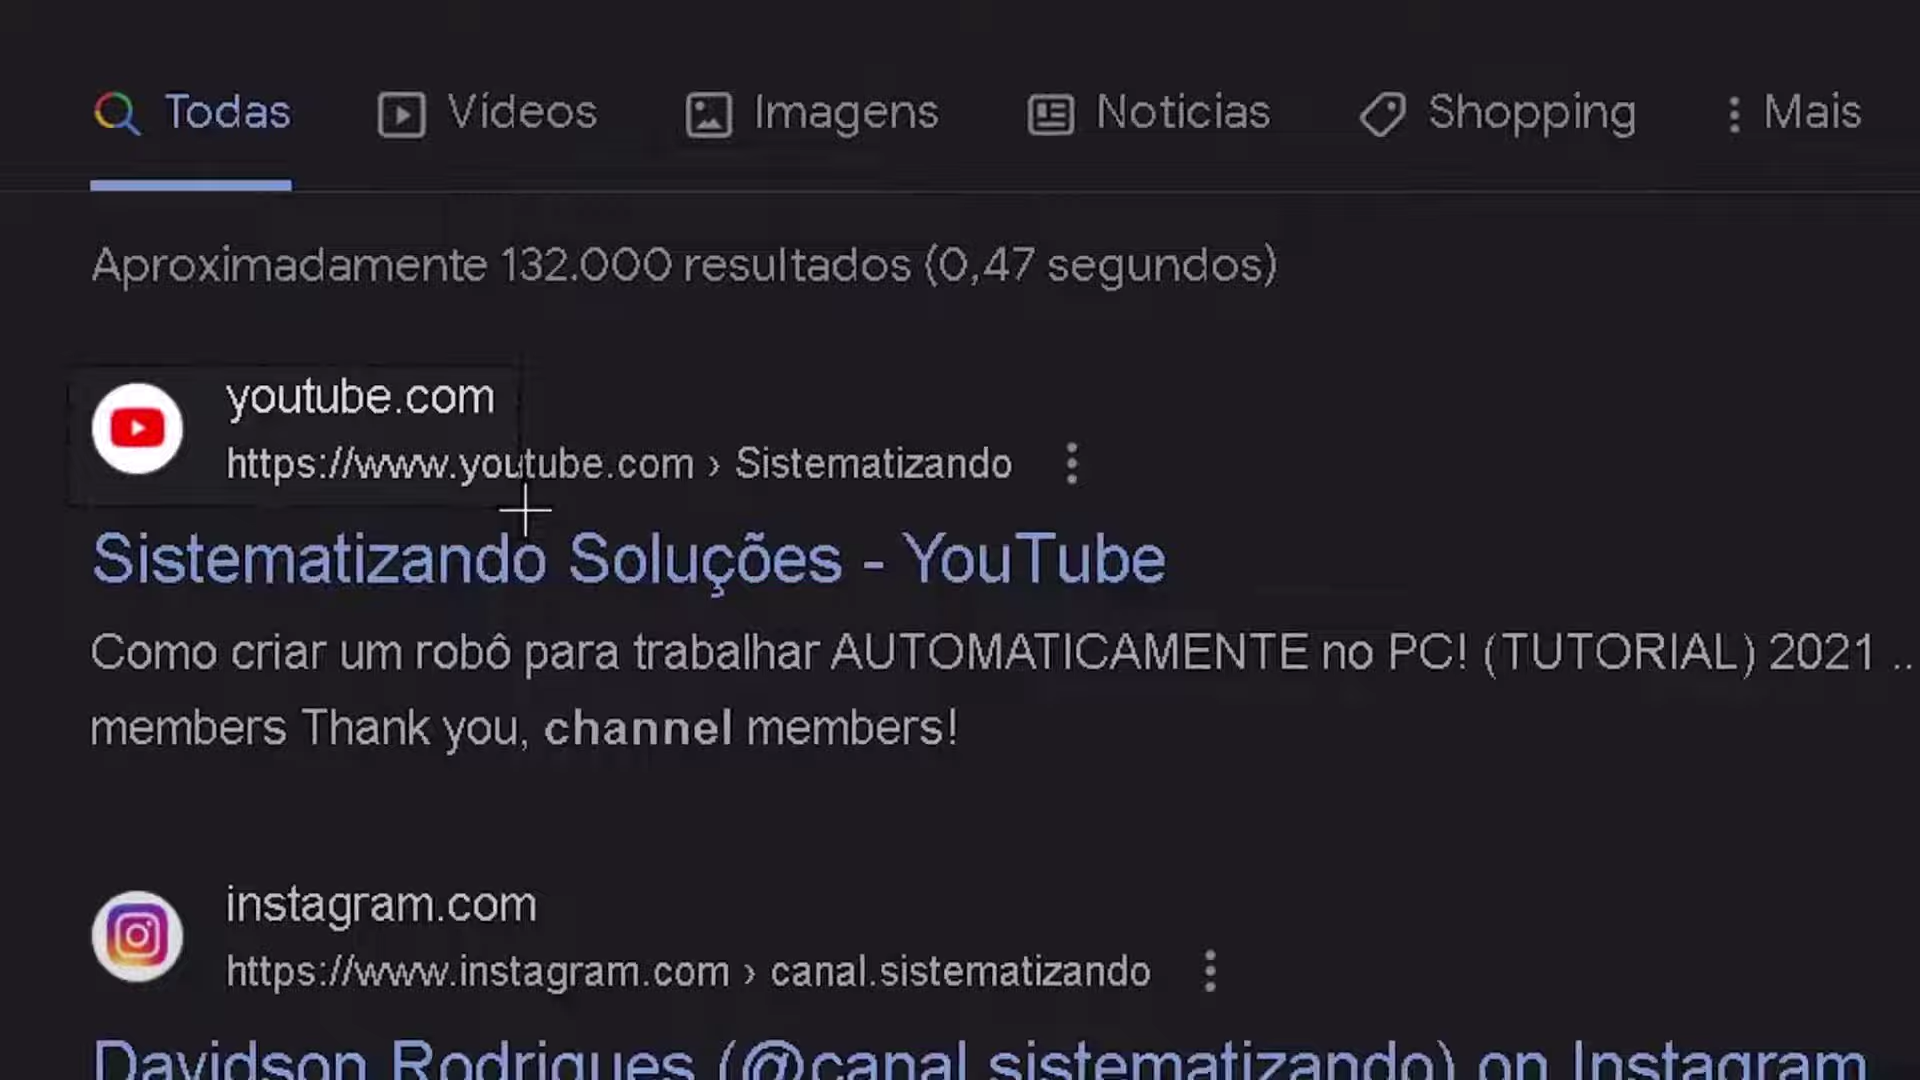 Todas Vídeos Imagens Noticias Shopping Mais
Aproximadamente 132.000 resultados (0,47 segundos)
youtube.com
https://www.youtube.com › Sistematizando
Sistematizando Soluções - YouTube
Como criar um robô para trabalhar AUTOMATICAMENTE no PC! (TUTORIAL) 2021 ...
members Thank you, channel members!
instagram.com
https://www.instagram.com › canal.sistematizando
Davidson Rodrigues (@canal.sistematizando) on Instagram